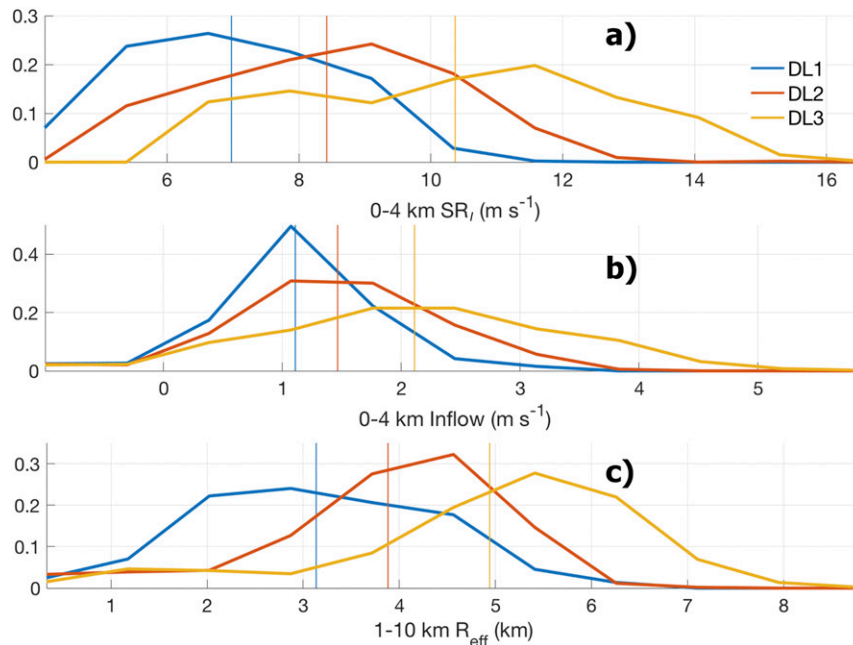 0.3
a)
DL1
0.2
DL2
DL3
0.1
0
6 8 10 12 14 16
0-4 km SR_I (m s⁻¹)
0.4
b)
0.2
0
0 1 2 3 4 5
0-4 km Inflow (m s⁻¹)
0.3
c)
0.2
0.1
0
1 2 3 4 5 6 7 8
1-10 km R_eff (km)